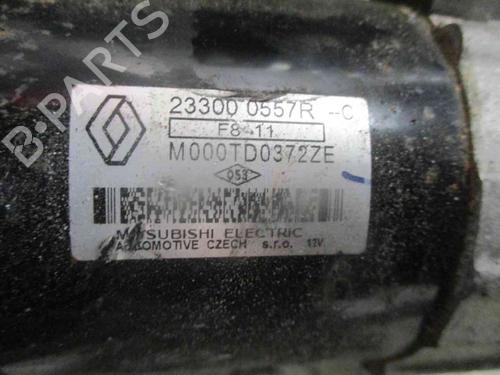 B-PARTS
23300 0557R --C
F8-11
M000TD0372ZE
053
MITSUBISHI ELECTRIC
AUTOMOTIVE CZECH s.r.o. 12V